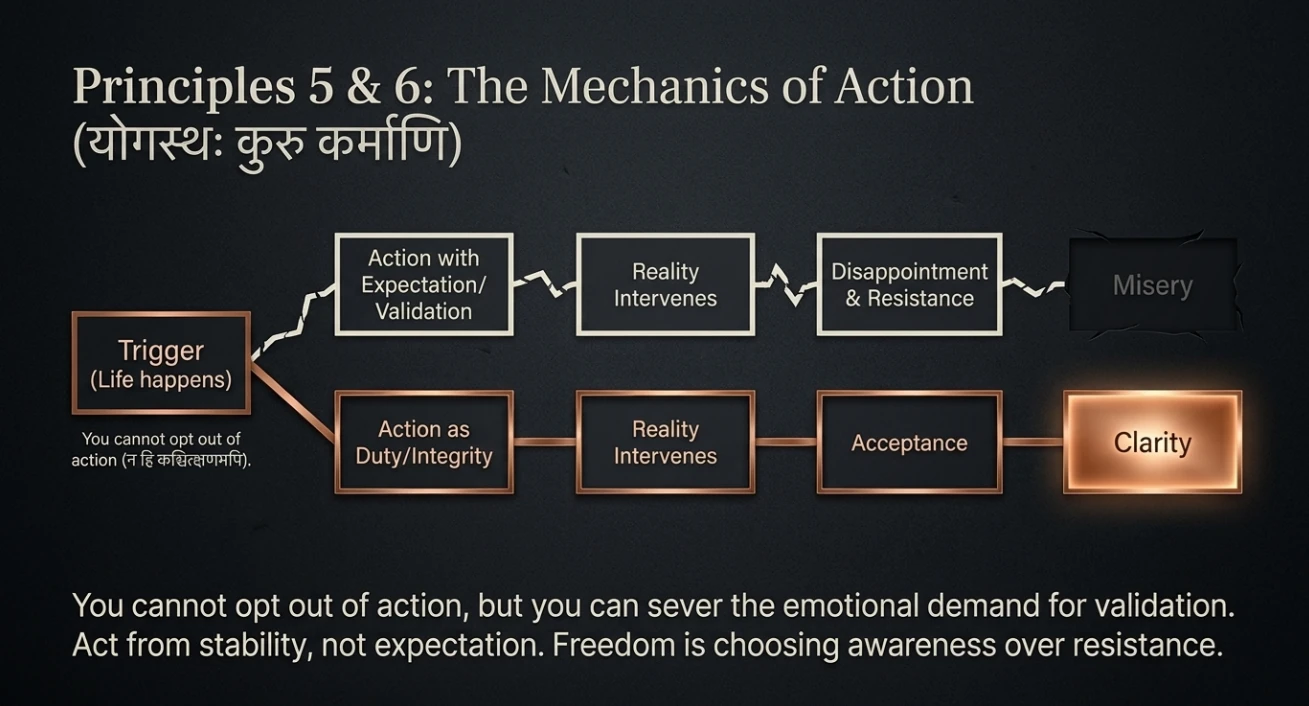 Principles 5 & 6: The Mechanics of Action
(योगस्थः कुरु कर्माणि)
Action with
Expectation/
Validation
Reality
Intervenes
Disappointment
& Resistance
Misery
Trigger
(Life happens)
You cannot opt out of
action (न हि कश्चित्क्षणमपि).
Action as
Duty/Integrity
Reality
Intervenes
Acceptance
Clarity
You cannot opt out of action, but you can sever the emotional demand for validation.
Act from stability, not expectation. Freedom is choosing awareness over resistance.